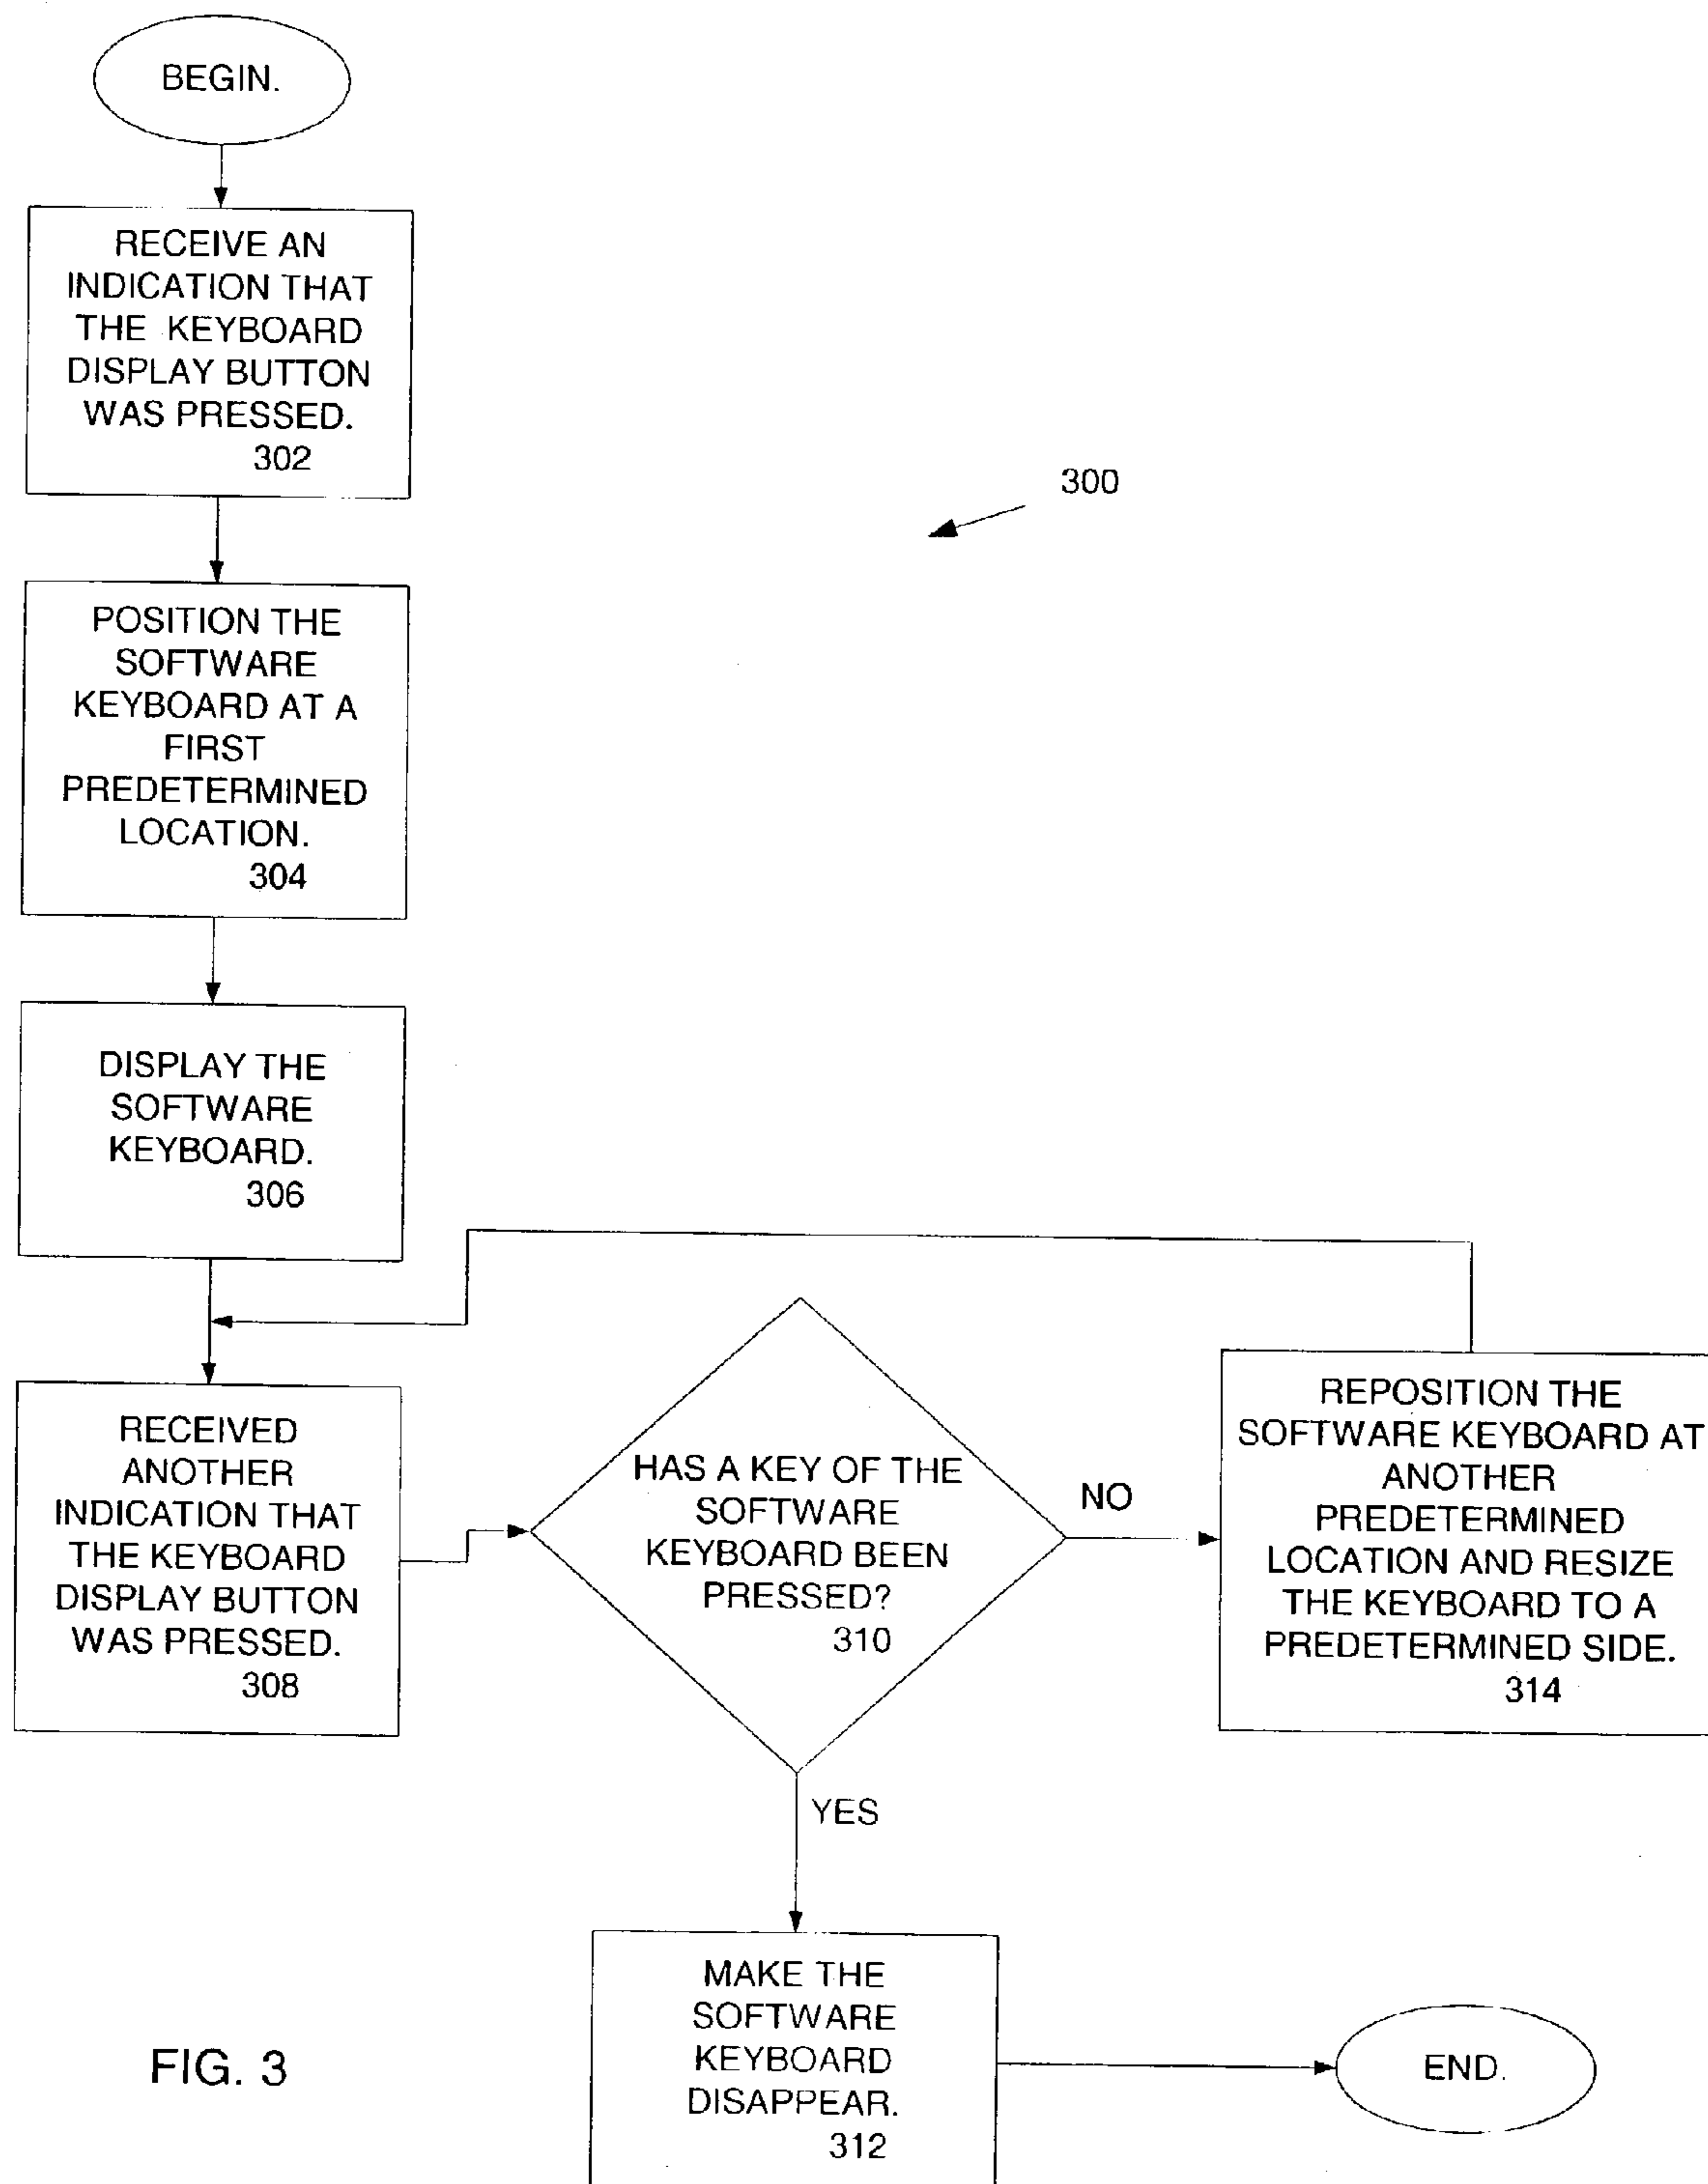 BEGIN.
RECEIVE AN
INDICATION THAT
THE KEYBOARD
DISPLAY BUTTON
WAS PRESSED.
302
300
POSITION THE
SOFTWARE
KEYBOARD AT A
FIRST
PREDETERMINED
LOCATION.
304
DISPLAY THE
SOFTWARE
KEYBOARD.
306
RECEIVED
ANOTHER
INDICATION THAT
THE KEYBOARD
DISPLAY BUTTON
WAS PRESSED.
308
HAS A KEY OF THE
SOFTWARE
KEYBOARD BEEN
PRESSED?
310
NO
REPOSITION THE
SOFTWARE KEYBOARD AT
ANOTHER
PREDETERMINED
LOCATION AND RESIZE
THE KEYBOARD TO A
PREDETERMINED SIDE.
314
YES
MAKE THE
SOFTWARE
KEYBOARD
DISAPPEAR.
312
END.
FIG. 3